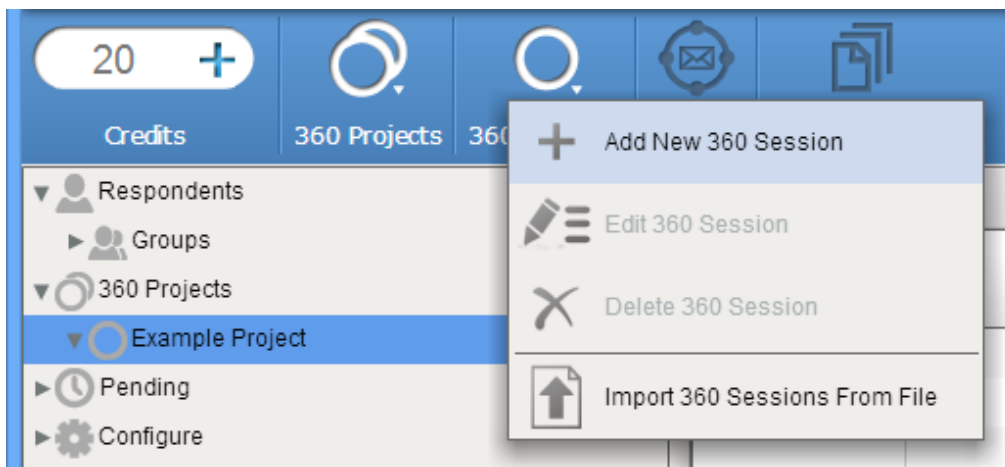 20
Credits
360 Projects
360
Add New 360 Session
Edit 360 Session
Delete 360 Session
Import 360 Sessions From File
Respondents
Groups
360 Projects
Example Project
Pending
Configure